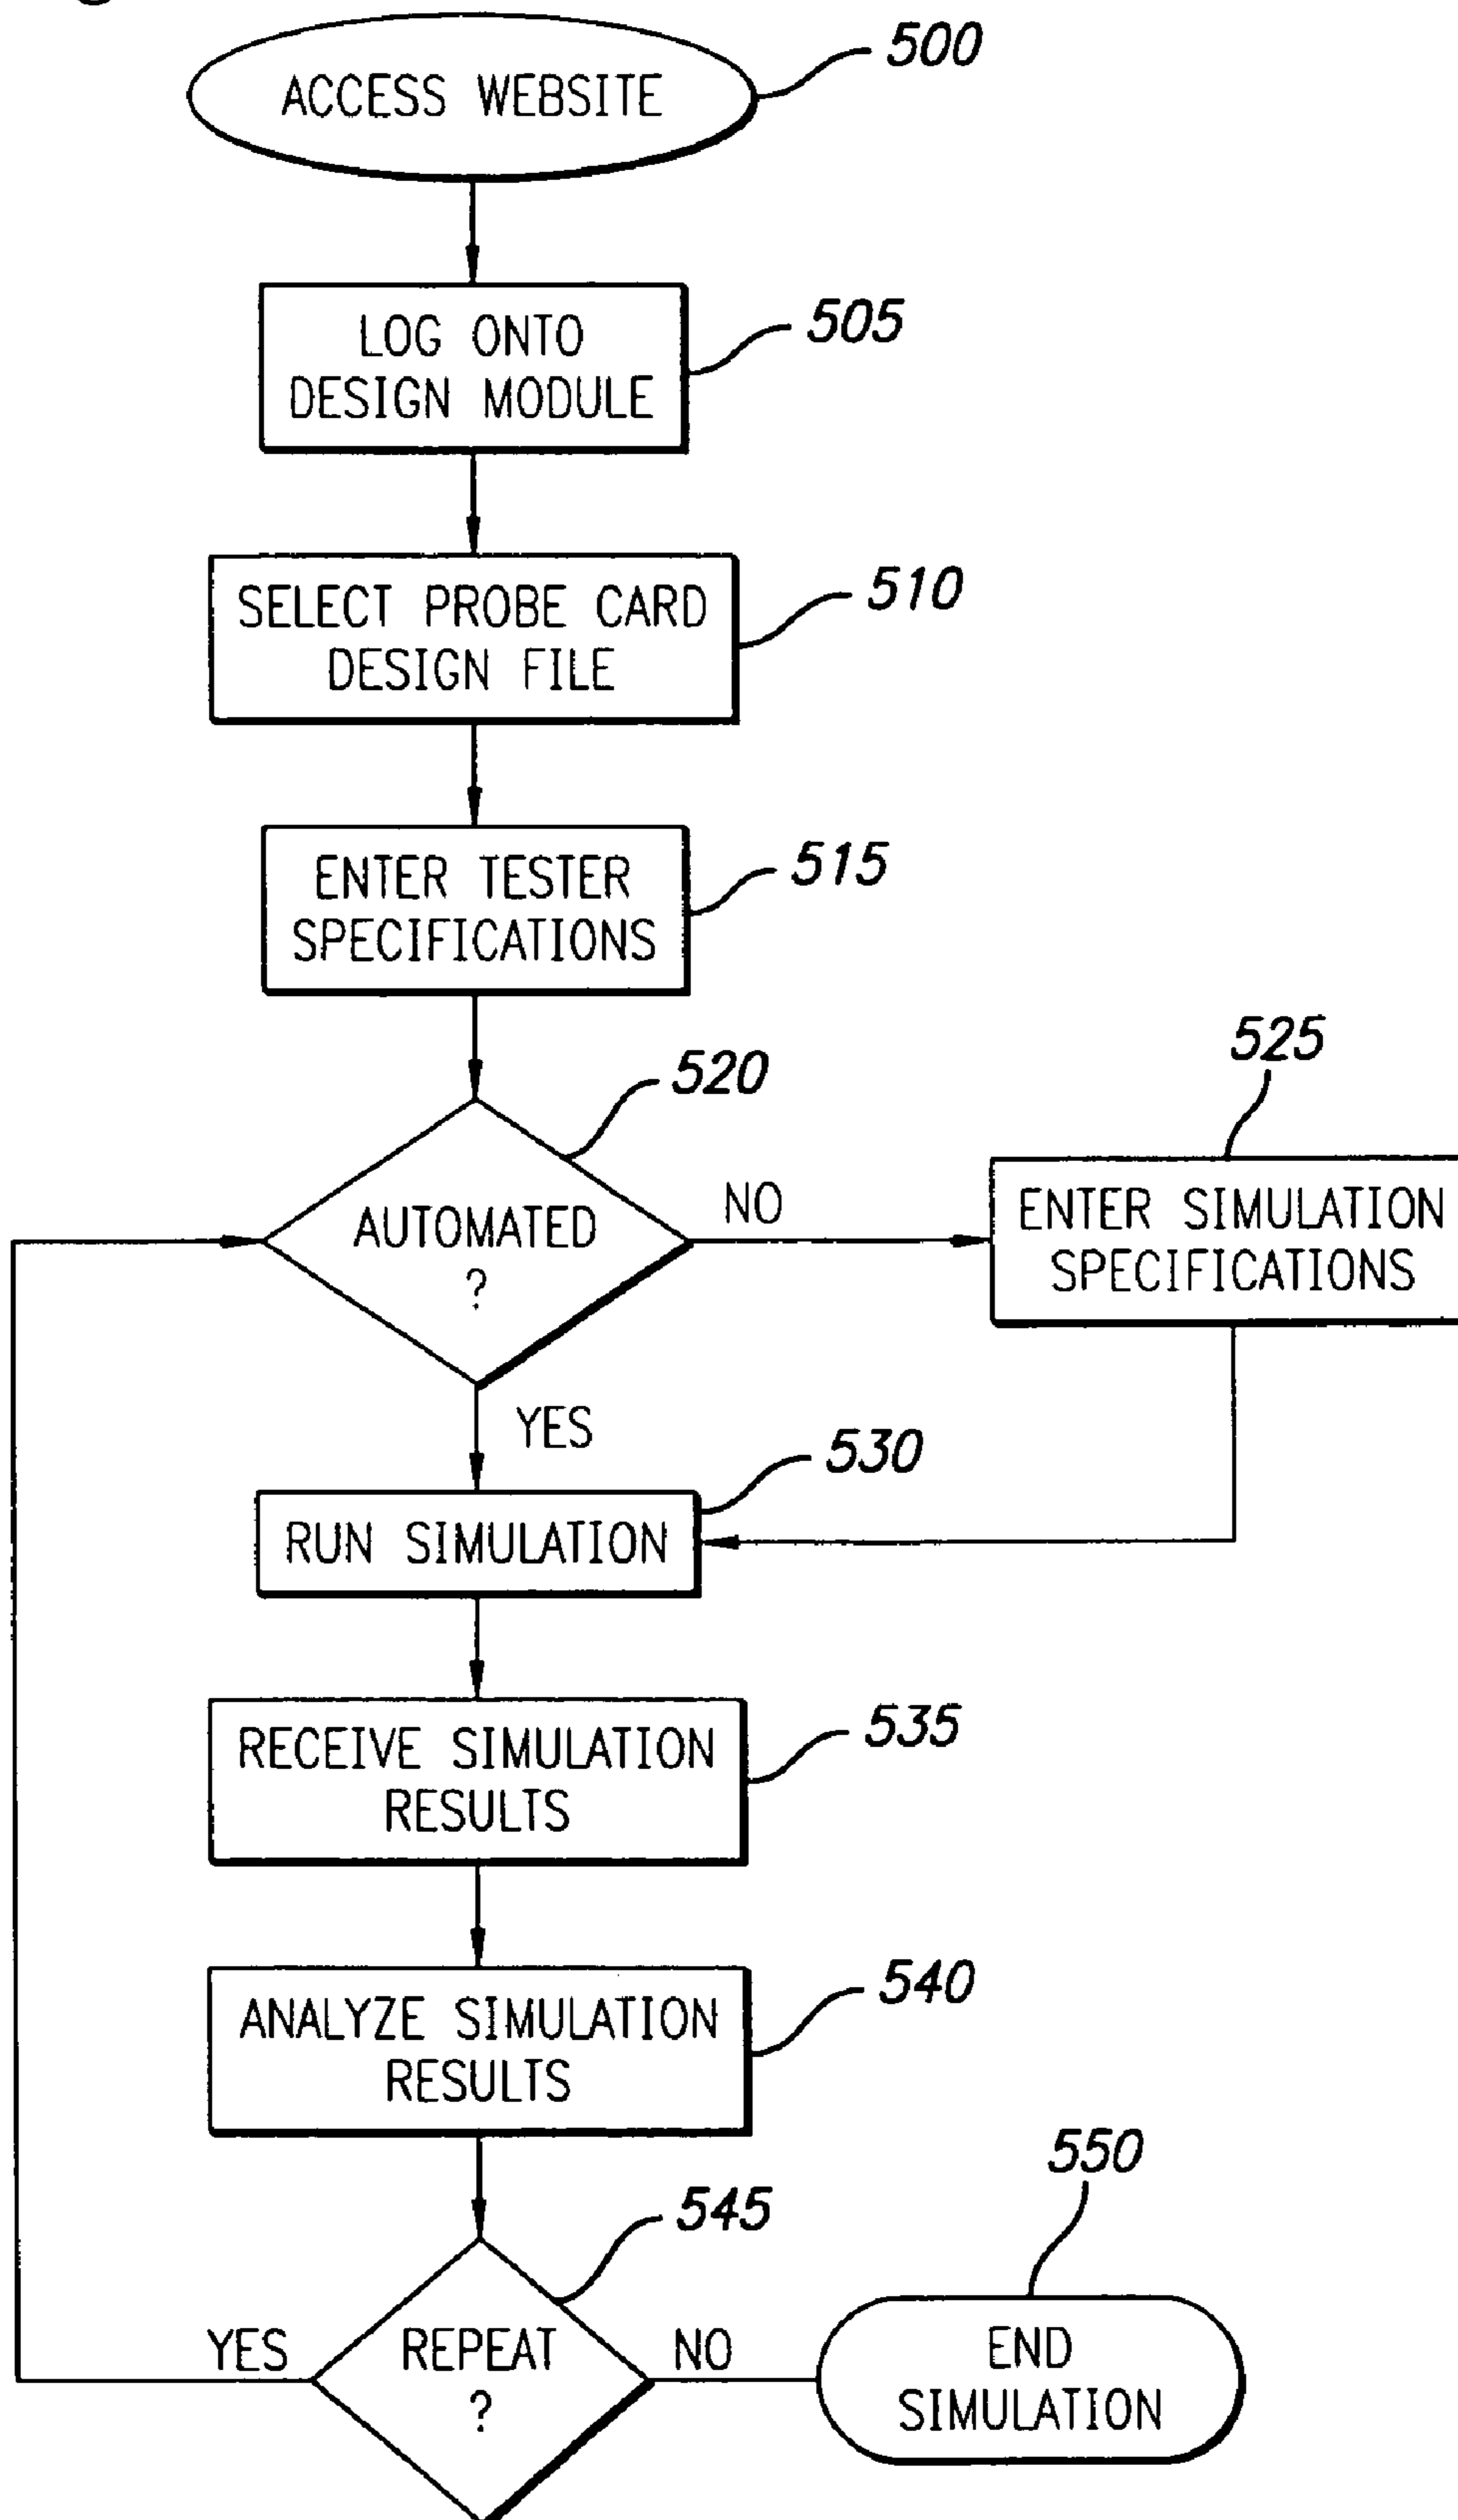 500
ACCESS WEBSITE
505
LOG ONTO
DESIGN MODULE
510
SELECT PROBE CARD
DESIGN FILE
515
ENTER TESTER
SPECIFICATIONS
520
AUTOMATED
?
NO
525
ENTER SIMULATION
SPECIFICATIONS
YES
530
RUN SIMULATION
535
RECEIVE SIMULATION
RESULTS
540
ANALYZE SIMULATION
RESULTS
545
REPEAT
?
YES
NO
550
END
SIMULATION